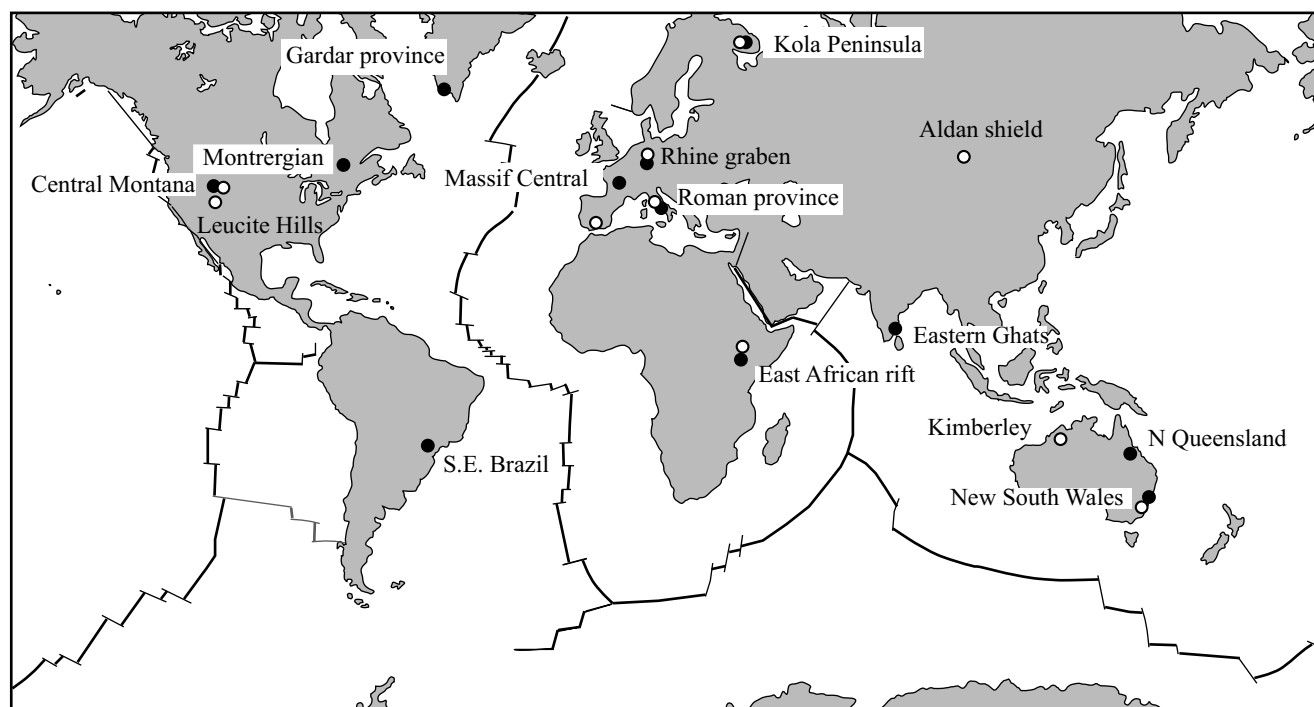 Kola Peninsula
Gardar province
Aldan shield
Montrergian
Rhine graben
Central Montana
Massif Central
Roman province
Leucite Hills
Eastern Ghats
East African rift
Kimberley
N Queensland
S.E. Brazil
New South Wales